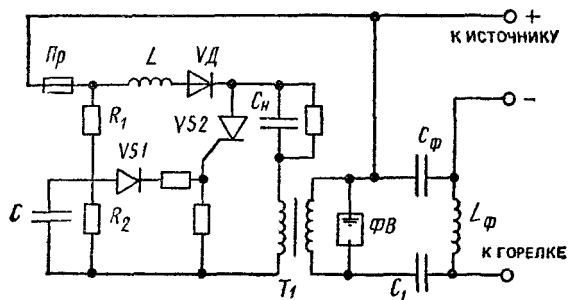 +
К ИСТОЧНИКУ
Пр
L
VД
−
R1
VS2
Cн
Cф
VS1
C
R2
ФВ
Lф
К ГОРЕЛКЕ
T1
C1